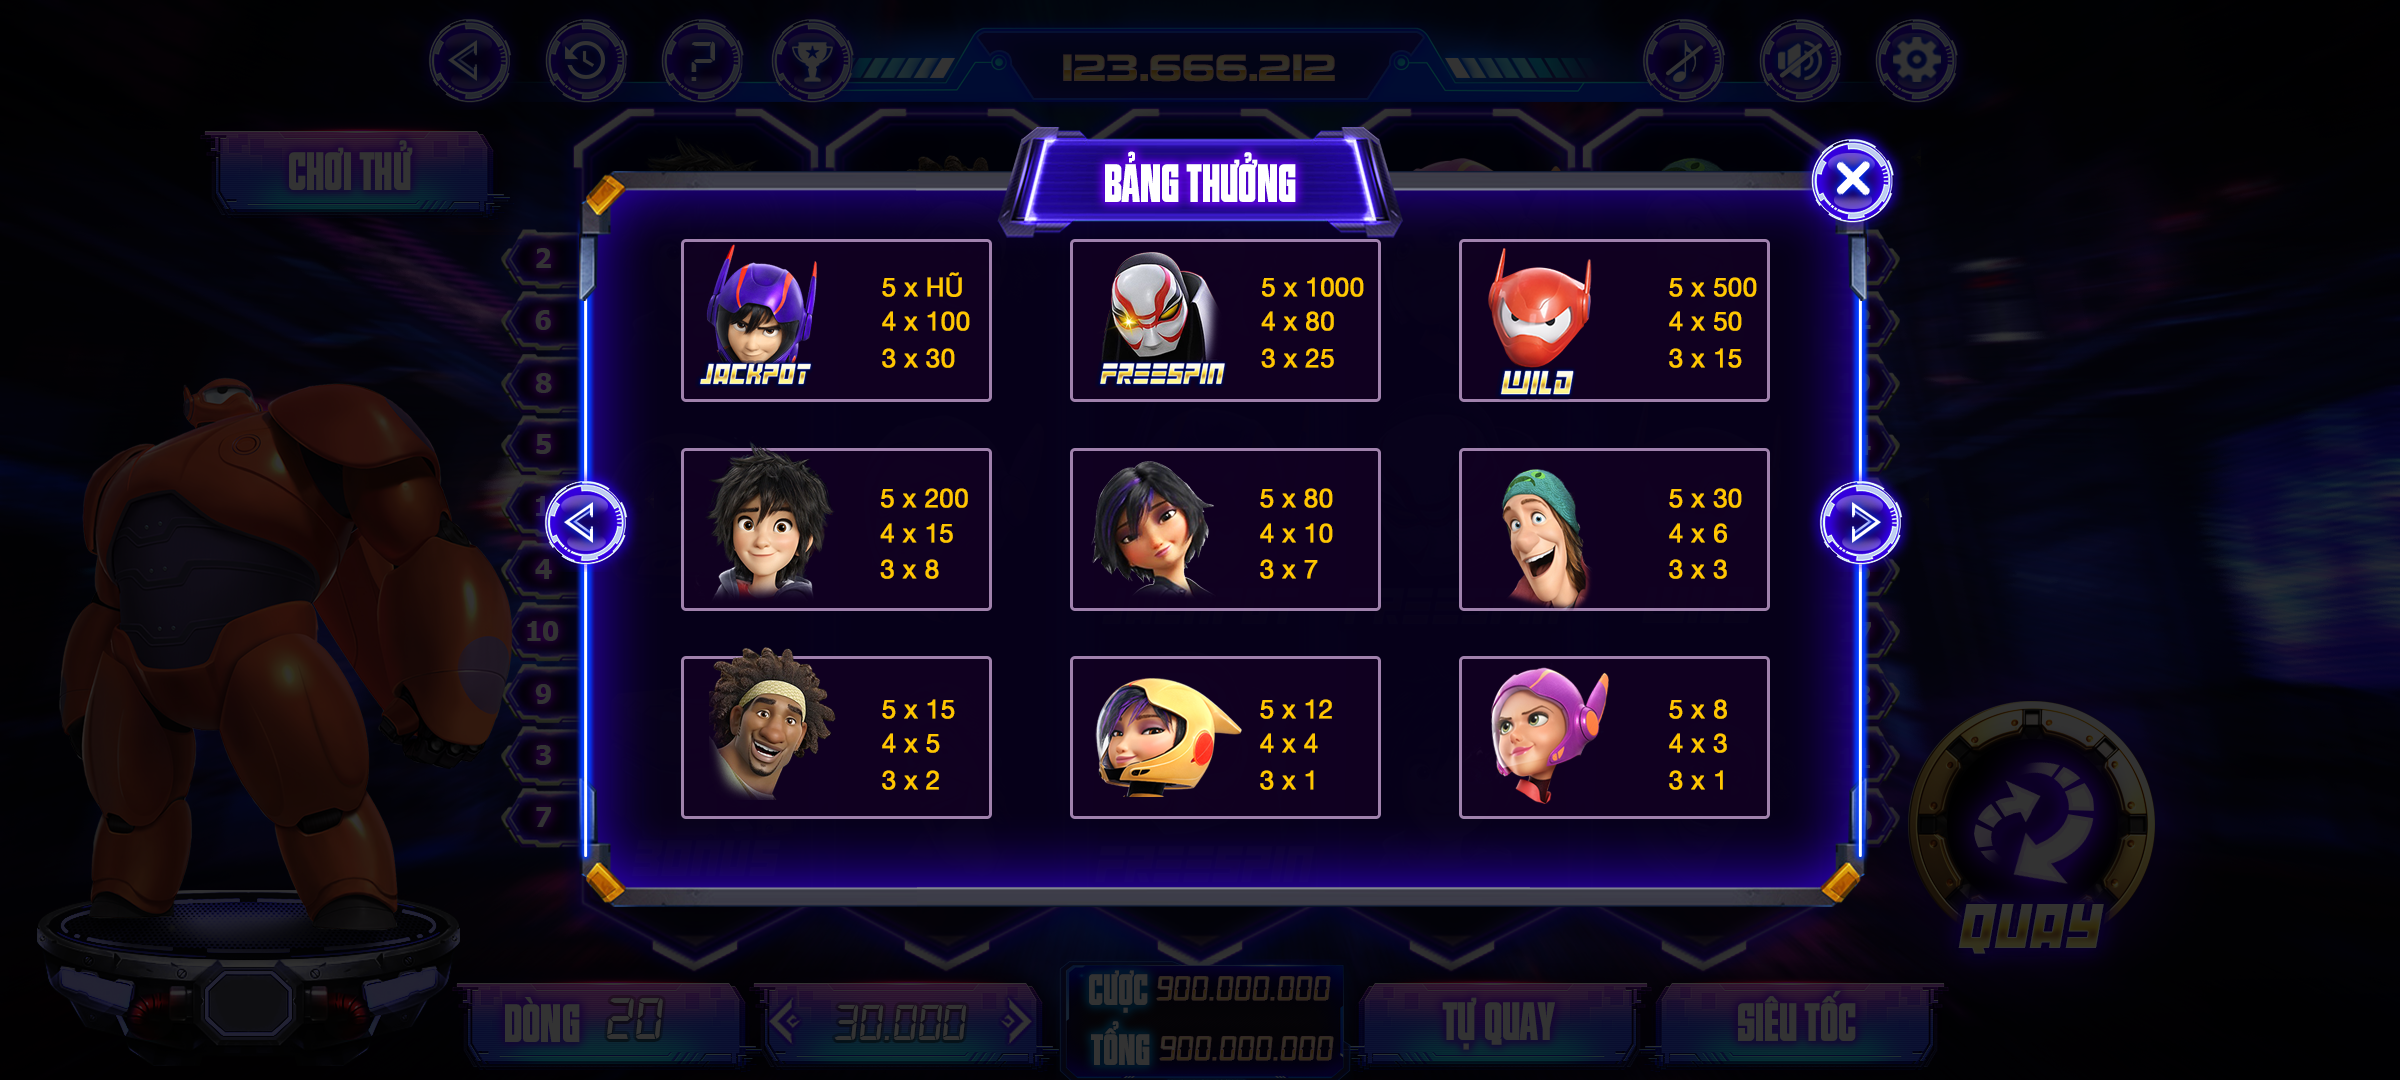 123.666.212
CHƠI THỬ
BẢNG THƯỞNG
5 x HŨ
4 x 100
3 x 30
JACKPOT
5 x 1000
4 x 80
3 x 25
FREESPIN
5 x 500
4 x 50
3 x 15
WILD
5 x 200
4 x 15
3 x 8
5 x 80
4 x 10
3 x 7
5 x 30
4 x 6
3 x 3
5 x 15
4 x 5
3 x 2
5 x 12
4 x 4
3 x 1
5 x 8
4 x 3
3 x 1
2
6
8
5
4
10
9
3
7
QUAY
DÒNG 20
30.000
CƯỢC 900.000.000
TỔNG 900.000.000
TỰ QUAY
SIÊU TỐC